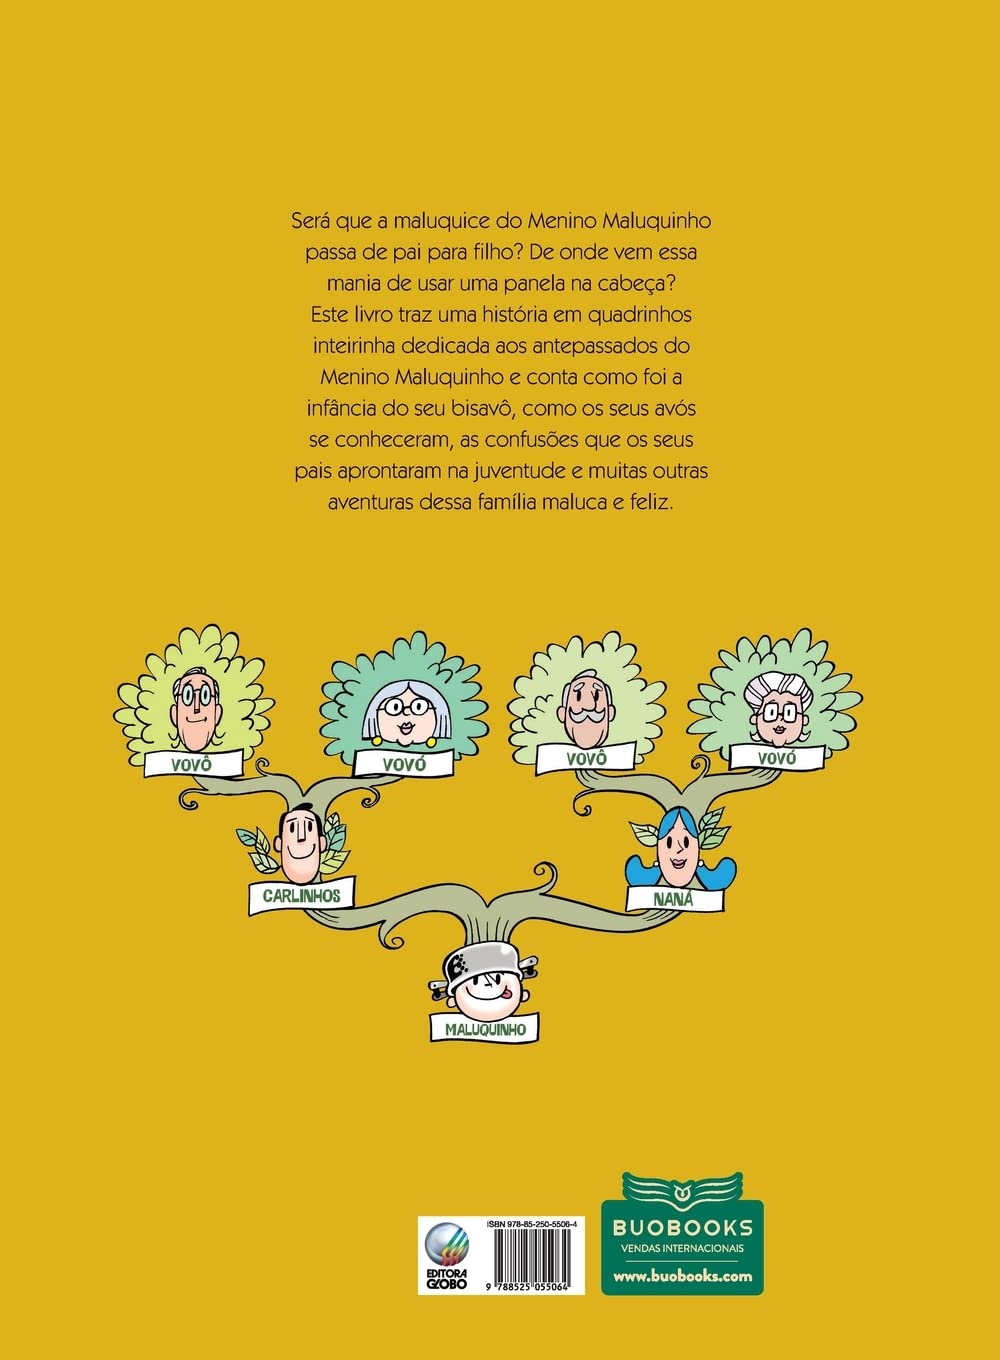 Será que a maluquice do Menino Maluquinho
passa de pai para filho? De onde vem essa
mania de usar uma panela na cabeça?
Este livro traz uma história em quadrinhos
inteirinha dedicada aos antepassados do
Menino Maluquinho e conta como foi a
infância do seu bisavô, como os seus avós
se conheceram, as confusões que os seus
pais aprontaram na juventude e muitas outras
aventuras dessa família maluca e feliz.
VOVÔ
VOVÓ
VOVÔ
VOVÓ
CARLINHOS
NANÁ
MALUQUINHO
EDITORA
GLOBO
ISBN 978-85-250-5506-4
9 788525 055064
BUOBOOKS
VENDAS INTERNACIONAIS
www.buobooks.com